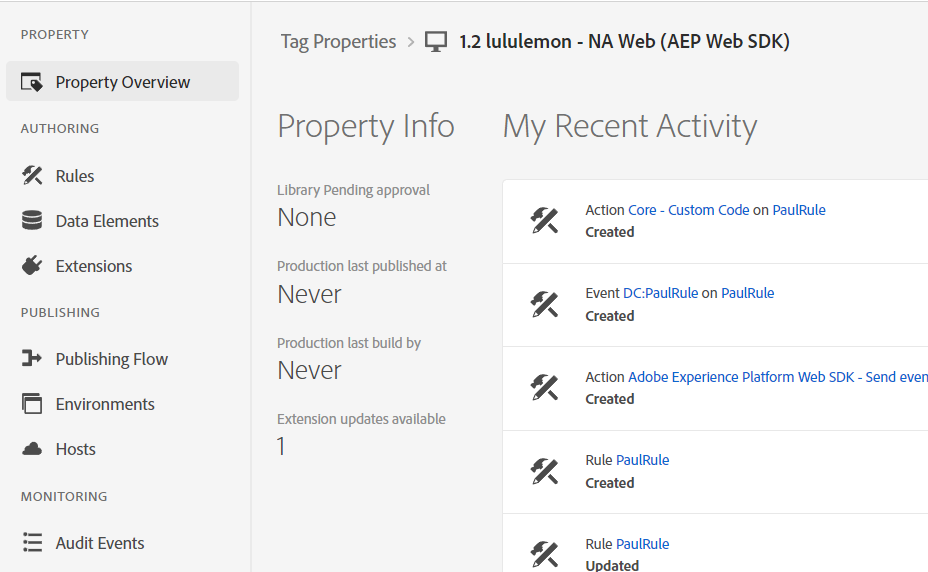 PROPERTY
Property Overview
AUTHORING
Rules
Data Elements
Extensions
PUBLISHING
Publishing Flow
Environments
Hosts
MONITORING
Audit Events
Tag Properties > 1.2 lululemon - NA Web (AEP Web SDK)
Property Info
Library Pending approval
None
Production last published at
Never
Production last build by
Never
Extension updates available
1
My Recent Activity
Action Core - Custom Code on PaulRule
Created
Event DC:PaulRule on PaulRule
Created
Action Adobe Experience Platform Web SDK - Send even
Created
Rule PaulRule
Created
Rule PaulRule
Updated